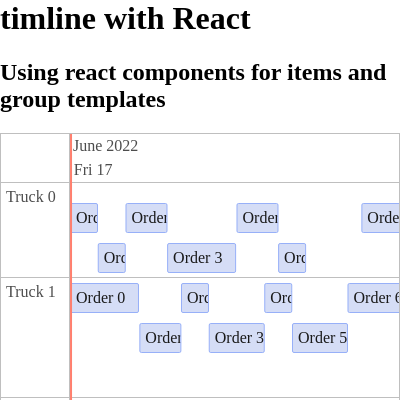 timline with React
Using react components for items and
group templates
June 2022
Fri 17
Truck 0
Ord
Order
Order
Orde
Ord
Order 3
Ord
Truck 1
Order 0
Ord
Ord
Order 6
Order
Order 3
Order 5